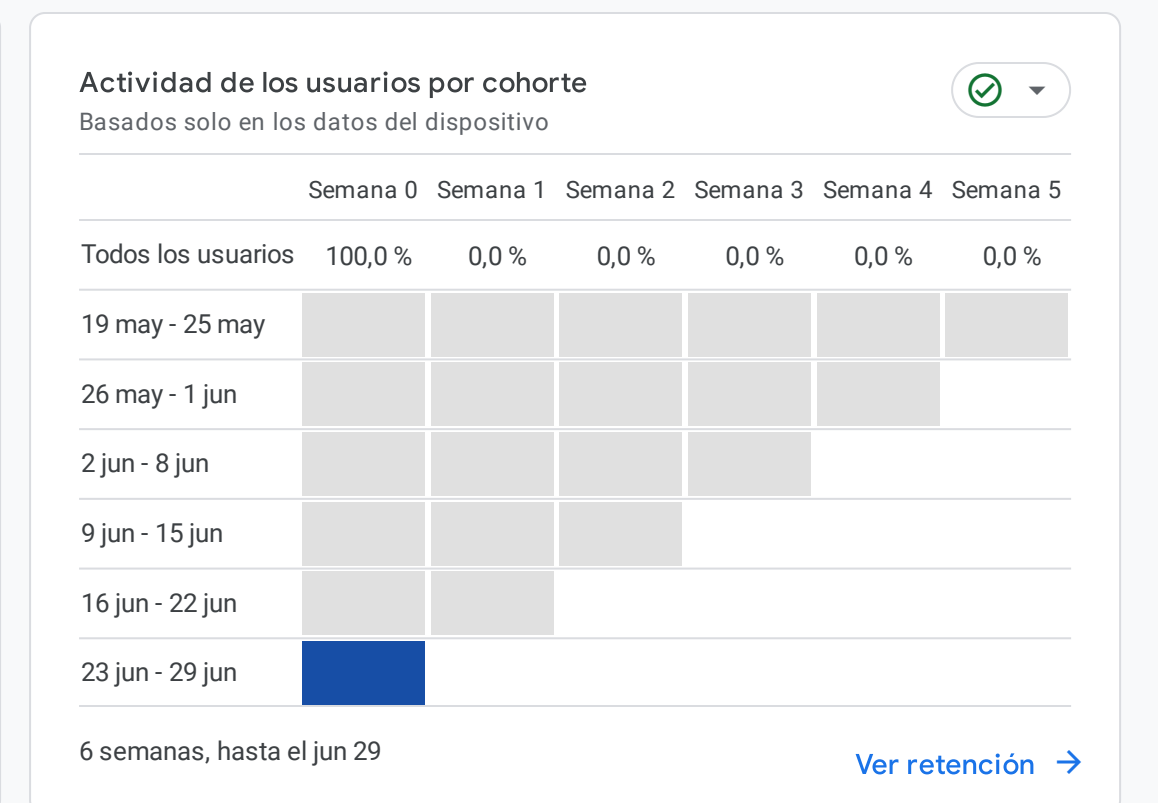 Actividad de los usuarios por cohorte
Basados solo en los datos del dispositivo
Semana 0 Semana 1 Semana 2 Semana 3 Semana 4 Semana 5
Todos los usuarios 100,0 % 0,0 % 0,0 % 0,0 % 0,0 % 0,0 %
19 may - 25 may
26 may - 1 jun
2 jun - 8 jun
9 jun - 15 jun
16 jun - 22 jun
23 jun - 29 jun
6 semanas, hasta el jun 29
Ver retención